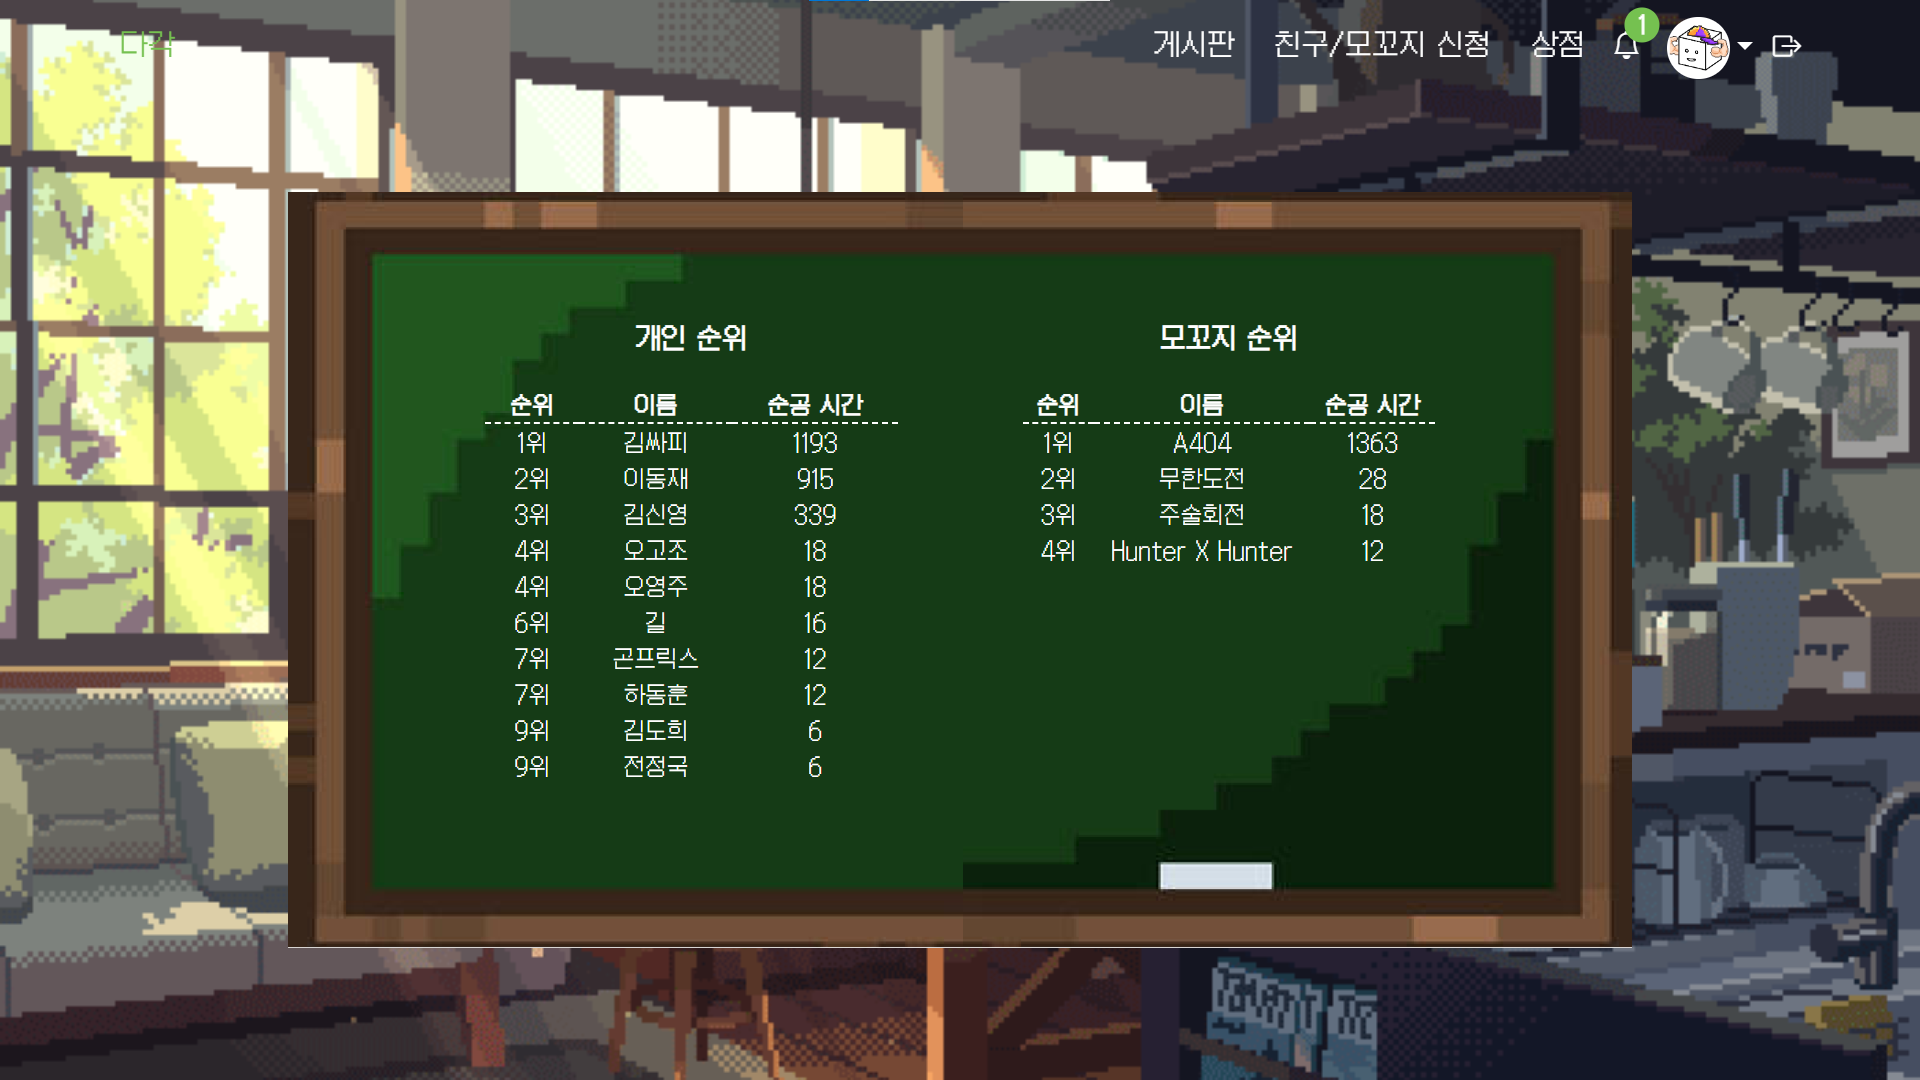 다각
게시판 친구/모꼬지 신청 상점 1
개인 순위
순위 이름 순공 시간
1위 김싸피 1193
2위 이동재 915
3위 김신영 339
4위 오고조 18
4위 오영주 18
6위 길 16
7위 곤프릭스 12
7위 하동훈 12
9위 김도희 6
9위 전정국 6
모꼬지 순위
순위 이름 순공 시간
1위 A404 1363
2위 무한도전 28
3위 주술회전 18
4위 Hunter X Hunter 12